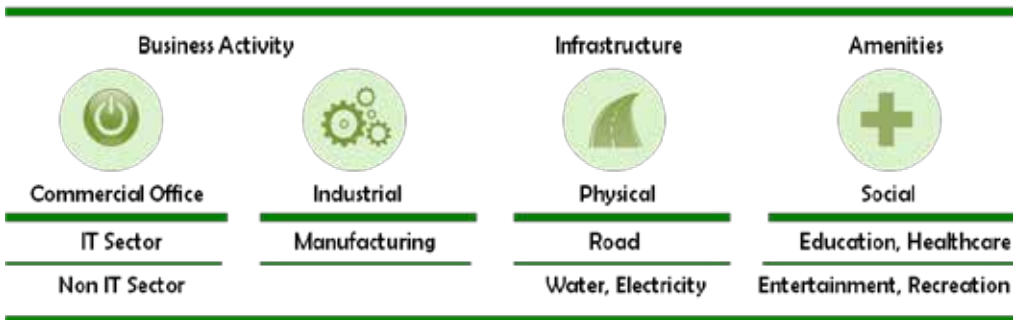 Business Activity
Infrastructure
Amenities
Commercial Office
Industrial
Physical
Social
IT Sector
Manufacturing
Road
Education, Healthcare
Non IT Sector
Water, Electricity
Entertainment, Recreation